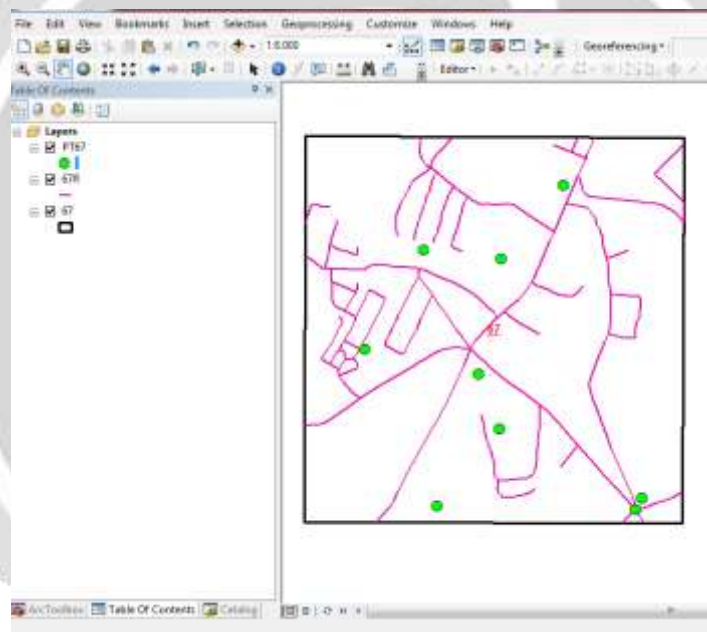 File Edit View Bookmarks Insert Selection Geoprocessing Customize Windows Help
1:8,000 Georeferencing
Editor
Table Of Contents
Layers
PT67
67R
67
67
ArcToolbox Table Of Contents Catalog